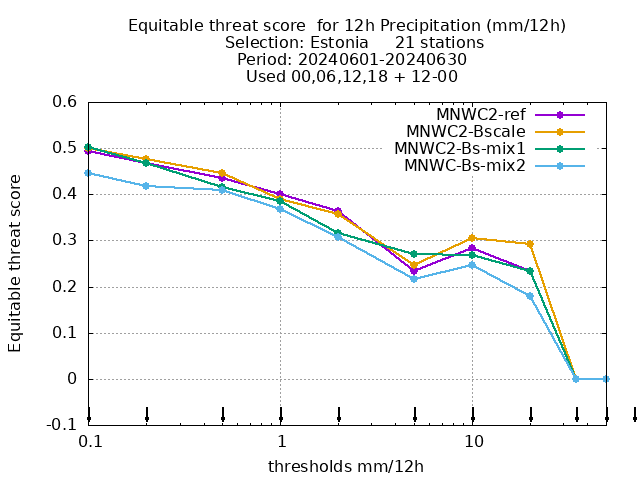 Equitable threat score  for 12h Precipitation (mm/12h)
Selection: Estonia     21 stations
Period: 20240601-20240630
Used 00,06,12,18 + 12-00
MNWC2-ref
MNWC2-Bscale
MNWC2-Bs-mix1
MNWC-Bs-mix2
Equitable threat score
0.6
0.5
0.4
0.3
0.2
0.1
0
-0.1
0.1
1
10
thresholds mm/12h